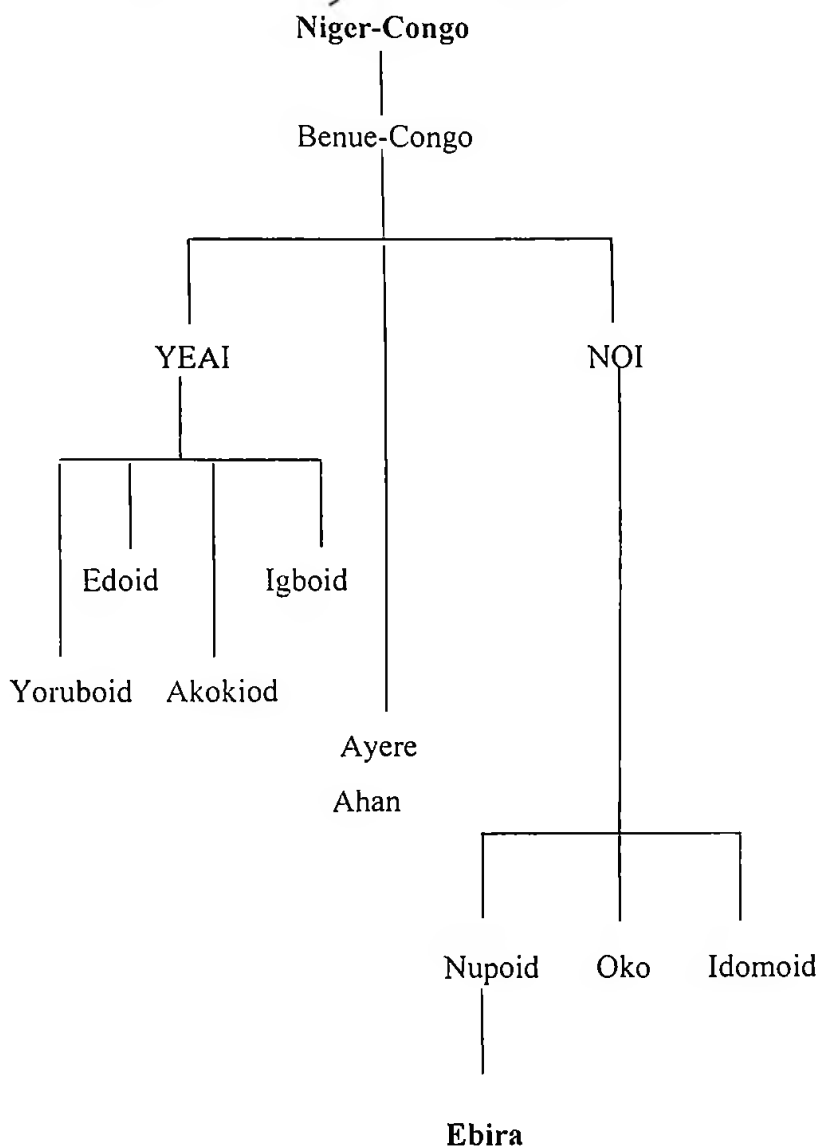 Niger-Congo
Benue-Congo
YEAI NOI
Edoid Igboid
Yoruboid Akokiod
Ayere
Ahan
Nupoid Oko Idomoid
Ebira